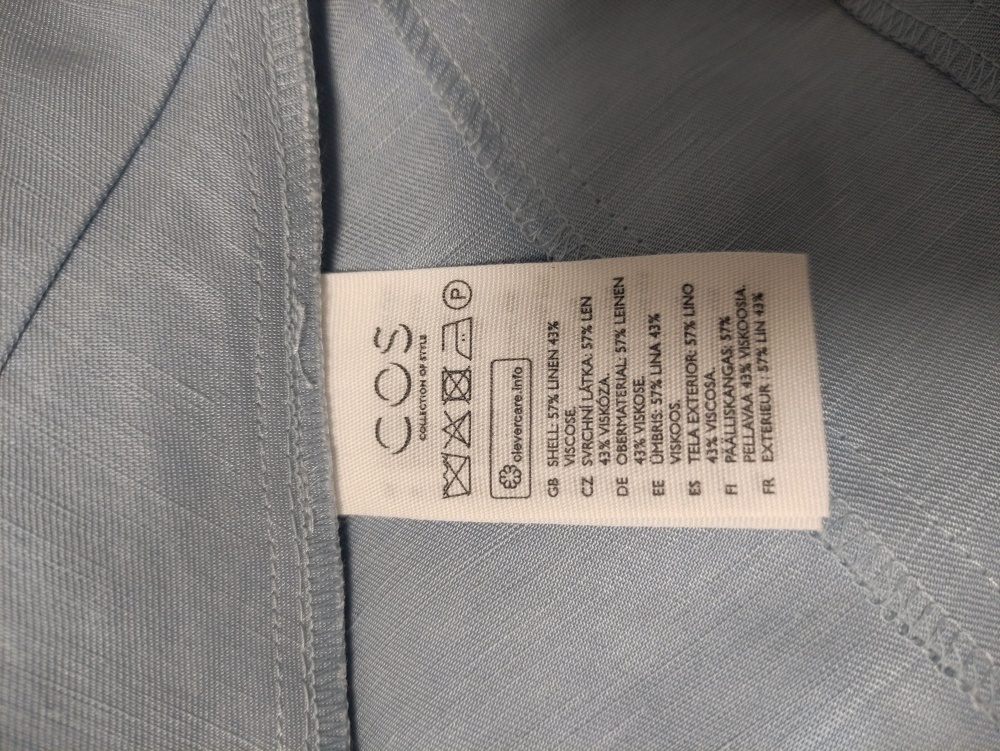 COS
COLLECTION OF STYLE
P
clevercare.info
GB SHELL: 57% LINEN 43%
VISCOSE.
CZ SVRCHNÍ LÁTKA: 57% LEN
43% VISKÓZA.
DE OBERMATERIAL: 57% LEINEN
43% VISKOSE.
EE ÜMBRIS: 57% LINA 43%
VISKOOS.
ES TELA EXTERIOR: 57% LINO
43% VISCOSA.
FI PÄÄLLISKANGAS: 57%
PELLAVAA 43% VISKOOSIA.
FR EXTERIEUR : 57% LIN 43%